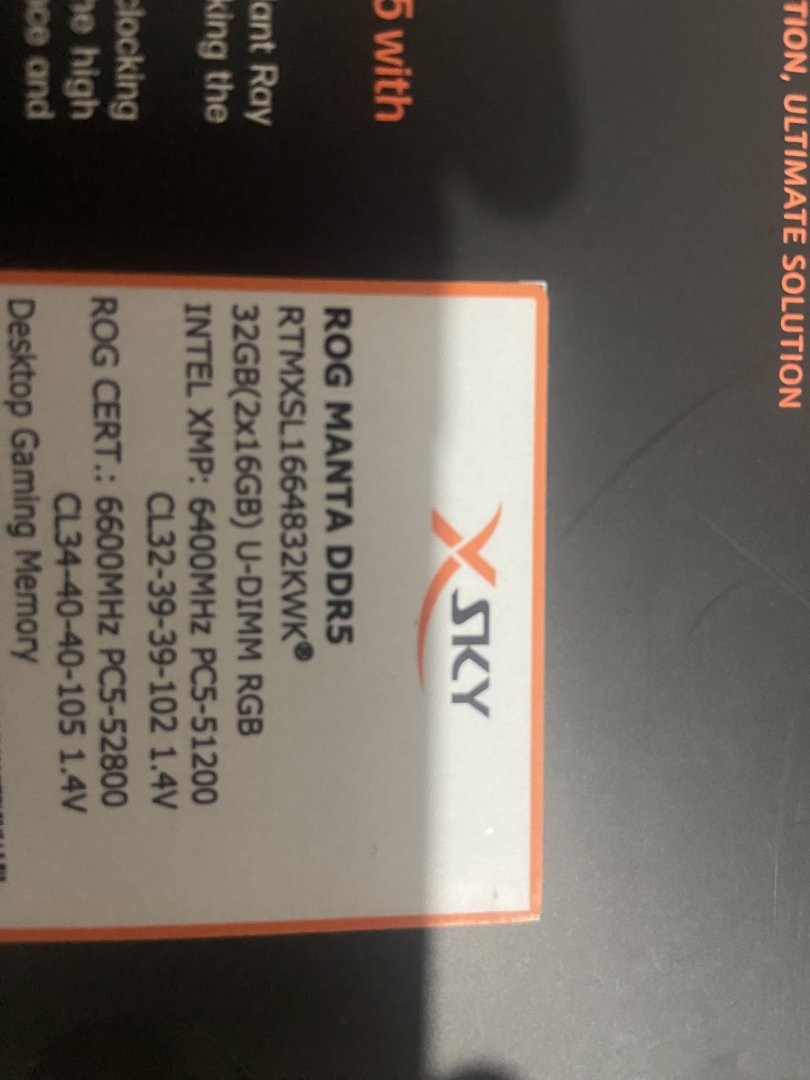 TION, ULTIMATE SOLUTION
5 with
ant Ray
king the
clocking
he high
ce and
XSKY
ROG MANTA DDR5
RTMXSL1664832KWK®
32GB(2x16GB) U-DIMM RGB
INTEL XMP: 6400MHz PC5-51200
CL32-39-39-102 1.4V
ROG CERT.: 6600MHz PC5-52800
CL34-40-40-105 1.4V
Desktop Gaming Memory